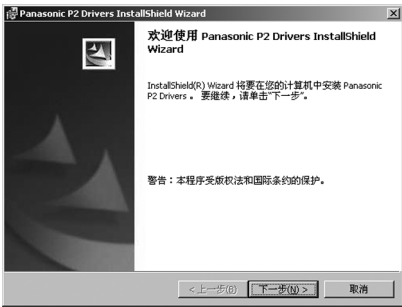 Panasonic P2 Drivers InstallShield Wizard
欢迎使用 Panasonic P2 Drivers InstallShield
Wizard
InstallShield(R) Wizard 将要在您的计算机中安装 Panasonic
P2 Drivers 。 要继续，请单击“下一步”。
警告：本程序受版权法和国际条约的保护。
< 上一步(B) 下一步(N) > 取消